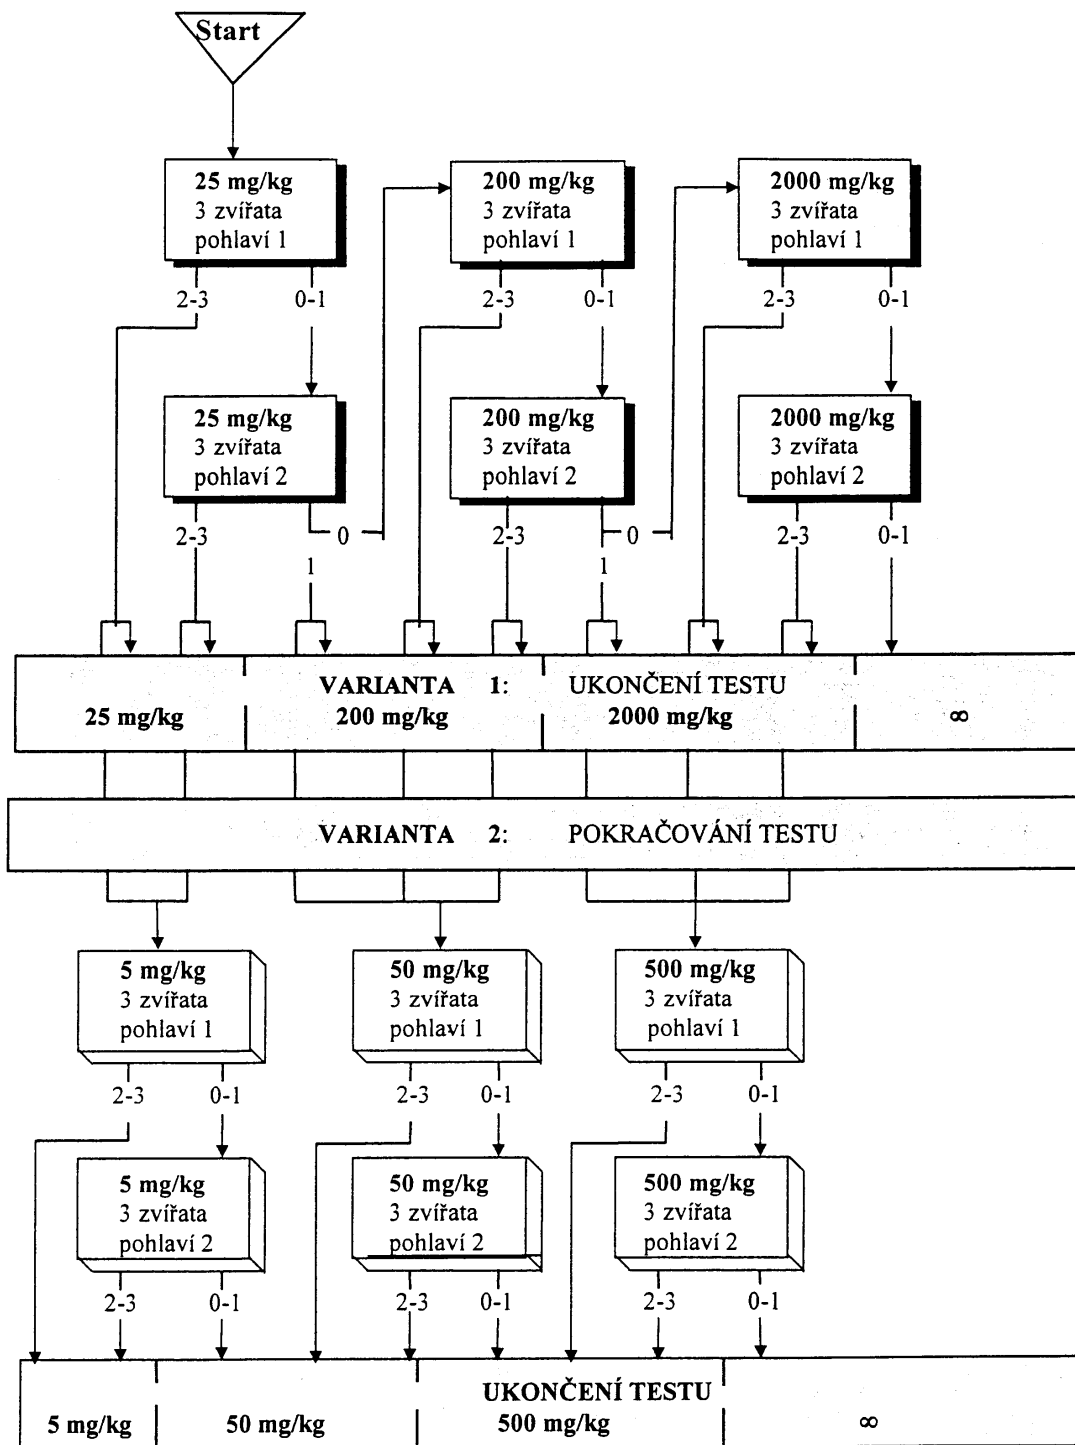 Start
25 mg/kg
3 zvířata
pohlaví 1
200 mg/kg
3 zvířata
pohlaví 1
2000 mg/kg
3 zvířata
pohlaví 1
2-3
0-1
2-3
0-1
2-3
0-1
25 mg/kg
3 zvířata
pohlaví 2
200 mg/kg
3 zvířata
pohlaví 2
2000 mg/kg
3 zvířata
pohlaví 2
2-3
0
1
2-3
0
1
2-3
0-1
VARIANTA 1: UKONČENÍ TESTU
25 mg/kg 200 mg/kg 2000 mg/kg ∞
VARIANTA 2: POKRAČOVÁNÍ TESTU
5 mg/kg
3 zvířata
pohlaví 1
50 mg/kg
3 zvířata
pohlaví 1
500 mg/kg
3 zvířata
pohlaví 1
2-3
0-1
2-3
0-1
2-3
0-1
5 mg/kg
3 zvířata
pohlaví 2
50 mg/kg
3 zvířata
pohlaví 2
500 mg/kg
3 zvířata
pohlaví 2
2-3
0-1
2-3
0-1
2-3
0-1
UKONČENÍ TESTU
5 mg/kg 50 mg/kg 500 mg/kg ∞